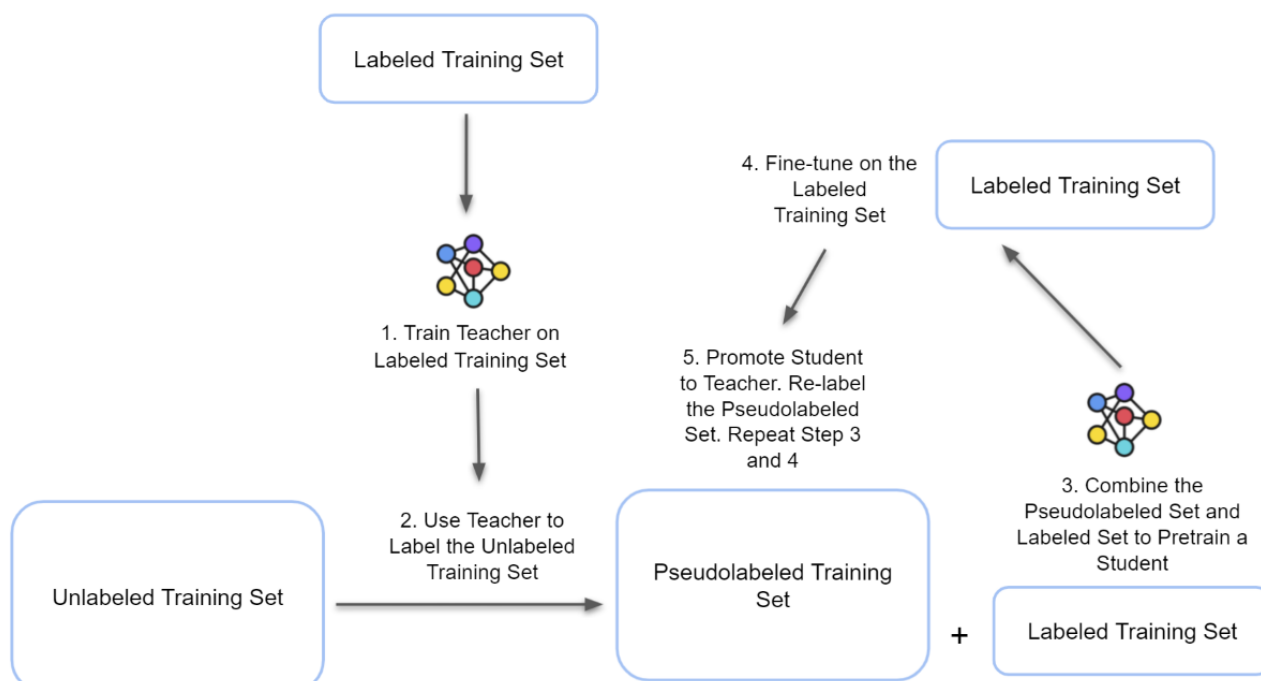 Labeled Training Set
1. Train Teacher on
Labeled Training Set
Unlabeled Training Set
2. Use Teacher to
Label the Unlabeled
Training Set
Pseudolabeled Training
Set
+
Labeled Training Set
3. Combine the
Pseudolabeled Set and
Labeled Set to Pretrain a
Student
Labeled Training Set
4. Fine-tune on the
Labeled
Training Set
5. Promote Student
to Teacher. Re-label
the Pseudolabeled
Set. Repeat Step 3
and 4